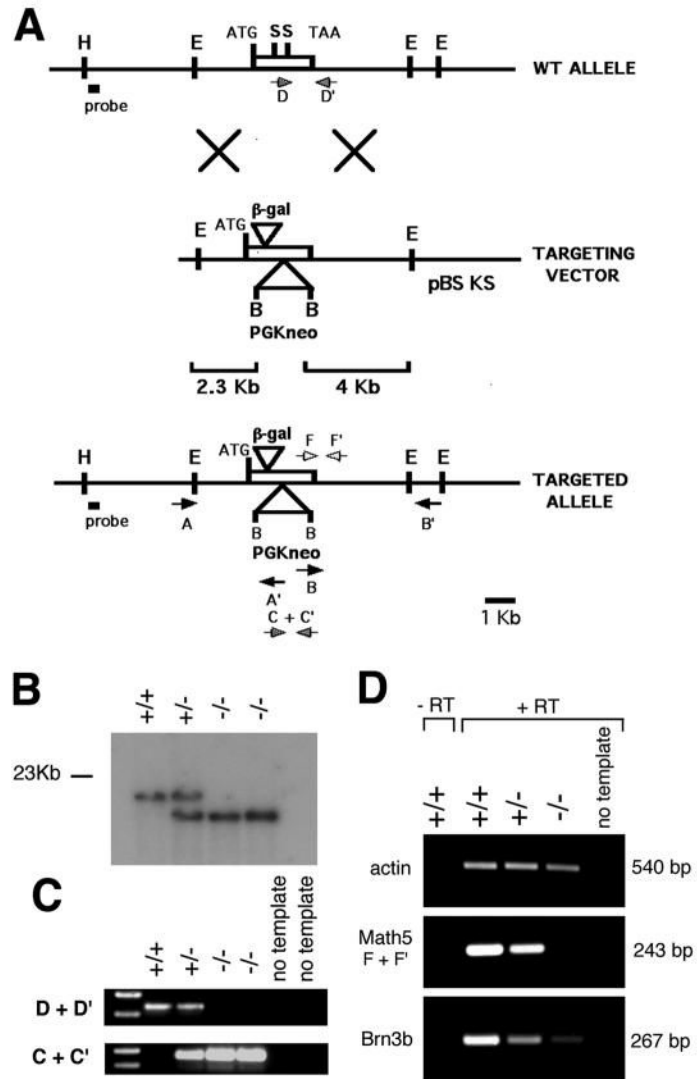 A
H E ATG SS TAA E E
WT ALLELE
probe
D D'
β-gal
ATG
E E
TARGETING
VECTOR
pBS KS
B B
PGKneo
2.3 Kb 4 Kb
β-gal
F F'
ATG
H E E E
TARGETED
ALLELE
probe
A B'
B B
PGKneo
A' B
C + C'
1 Kb
B
+/+ +/- -/- -/-
23Kb
C
+/+ +/- -/- -/- no template no template
D + D'
C + C'
D
- RT + RT
+/+ +/+ +/- -/- no template
actin 540 bp
Math5
F + F'
243 bp
Brn3b 267 bp